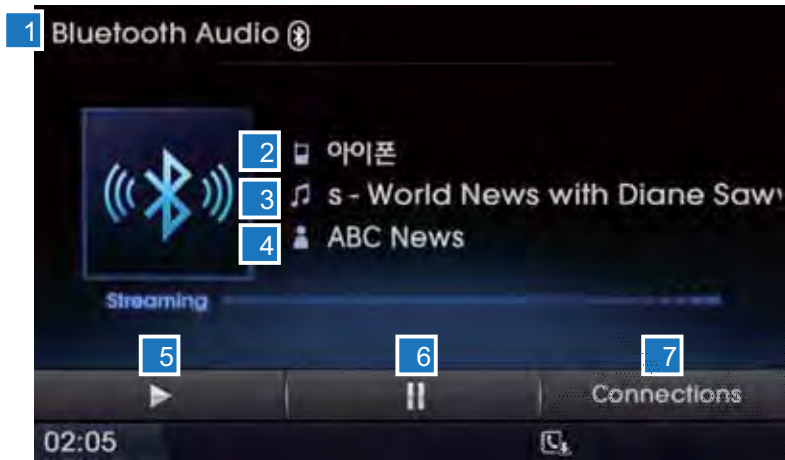 1 Bluetooth Audio
2 아이폰
3 s - World News with Diane Saw
4 ABC News
Streaming
5 6 7
Connections
02:05